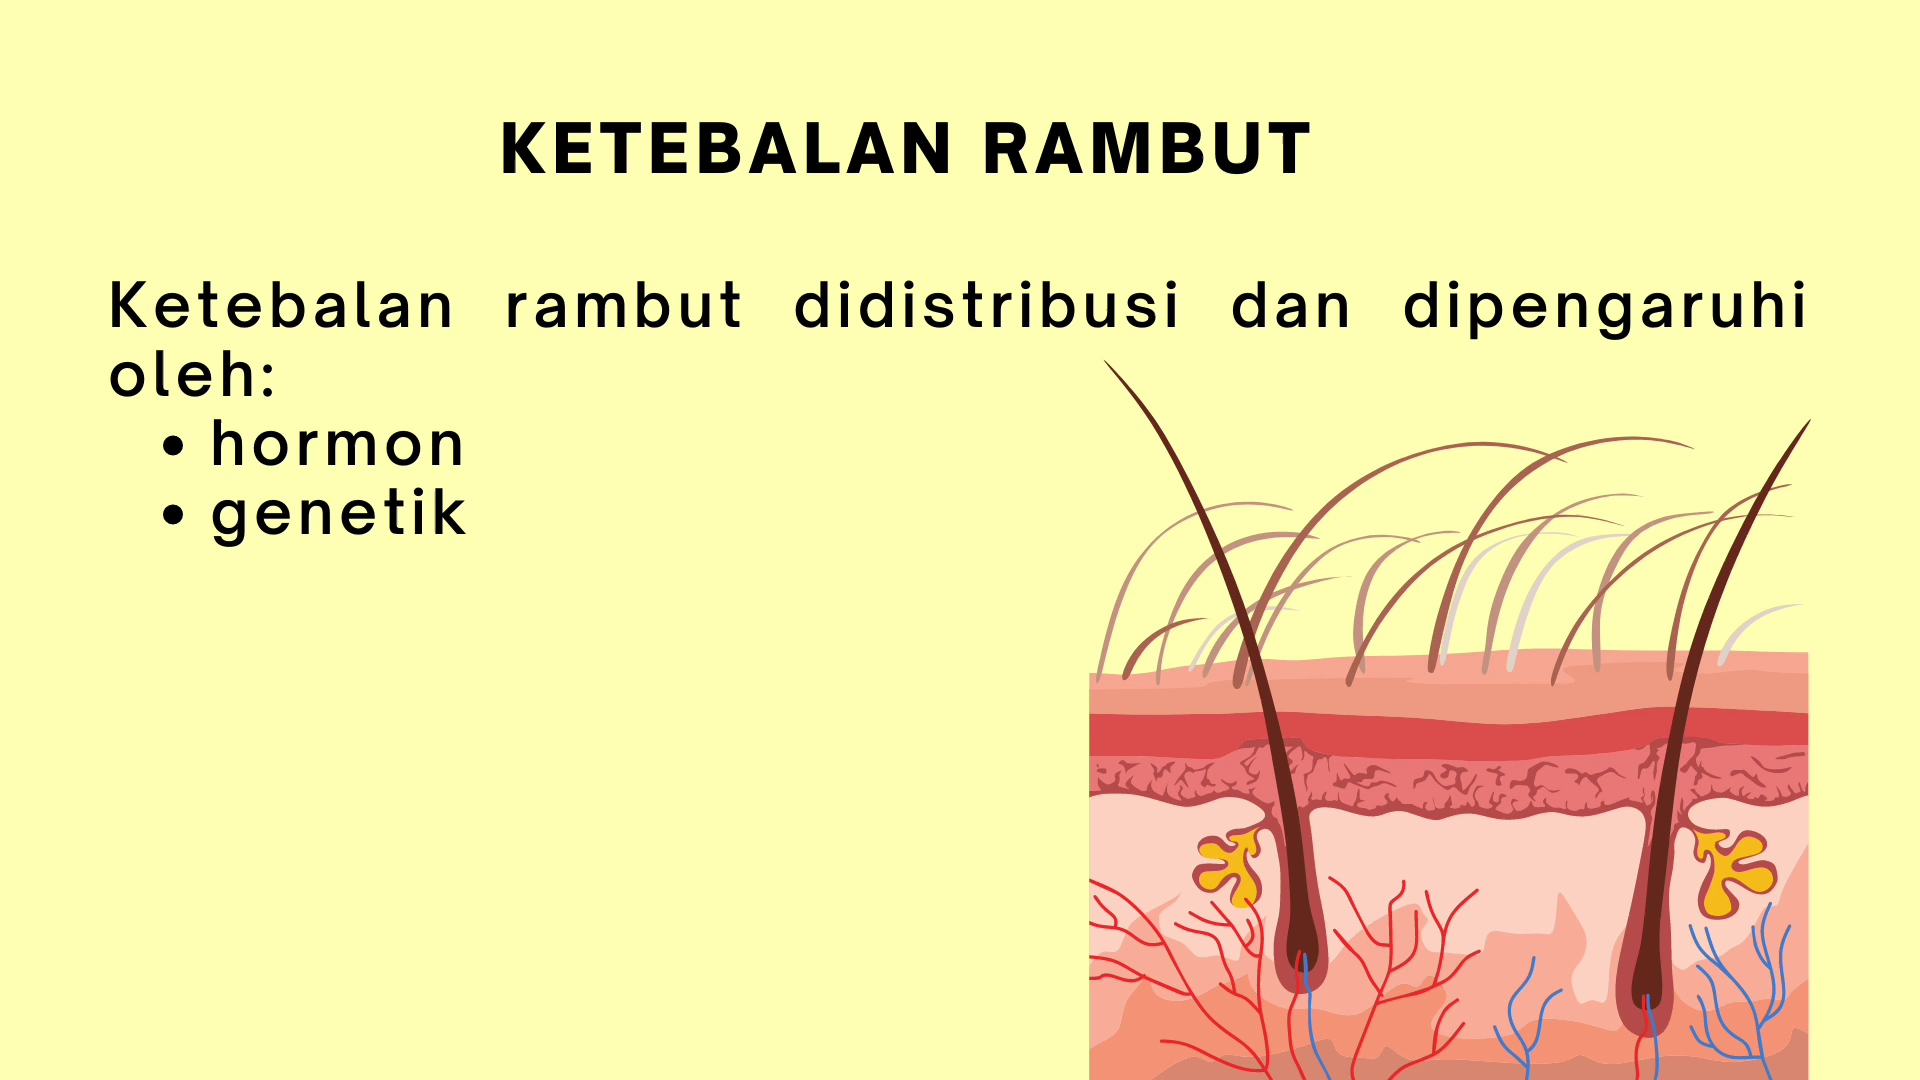 KETEBALAN RAMBUT
Ketebalan rambut didistribusi dan dipengaruhi
oleh:
• hormon
• genetik